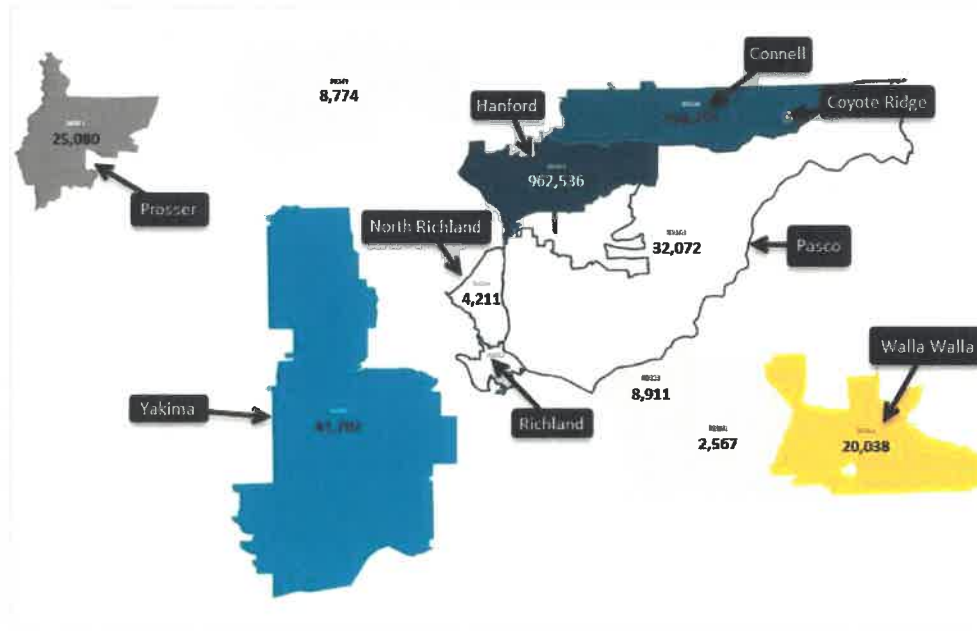 Connell
8,774
Hanford
Coyote Ridge
25,080
962,536
Prosser
North Richland
32,072
Pasco
4,211
Walla Walla
8,911
Yakima
Richland
2,567
20,038